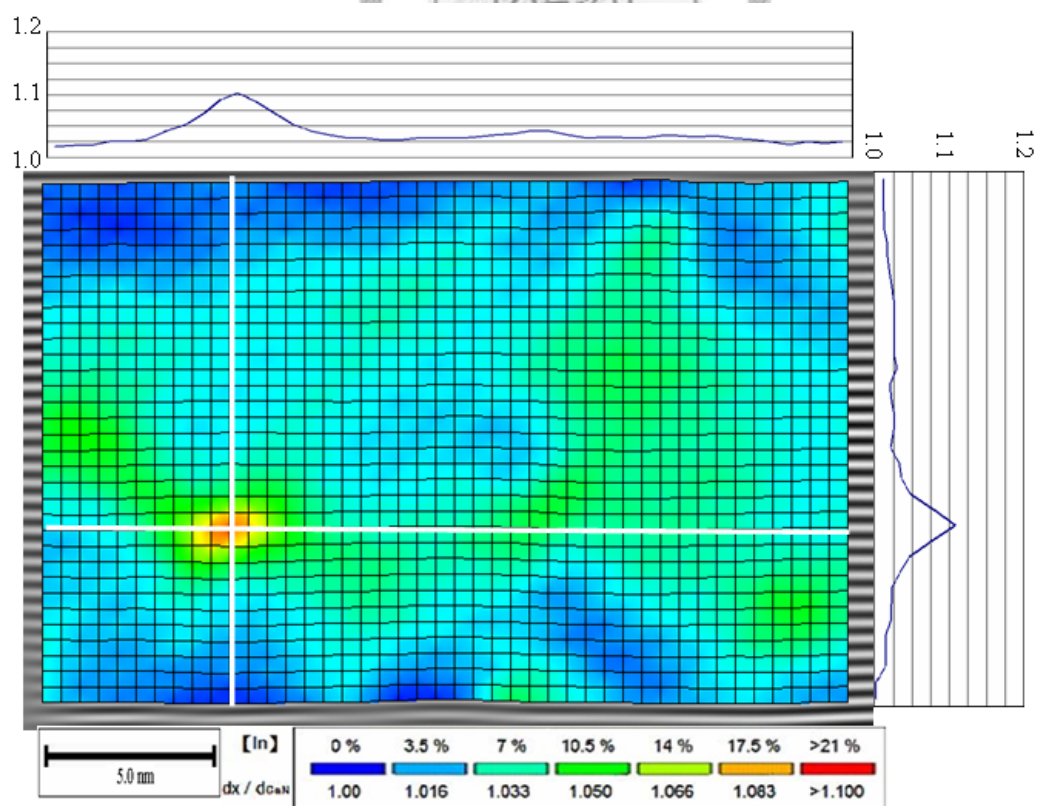 1.2
1.1
1.0
1.0 1.1 1.2
【In】 0 % 3.5 % 7 % 10.5 % 14 % 17.5 % >21 %
5.0 nm
dx / dGaN 1.00 1.016 1.033 1.050 1.066 1.083 >1.100